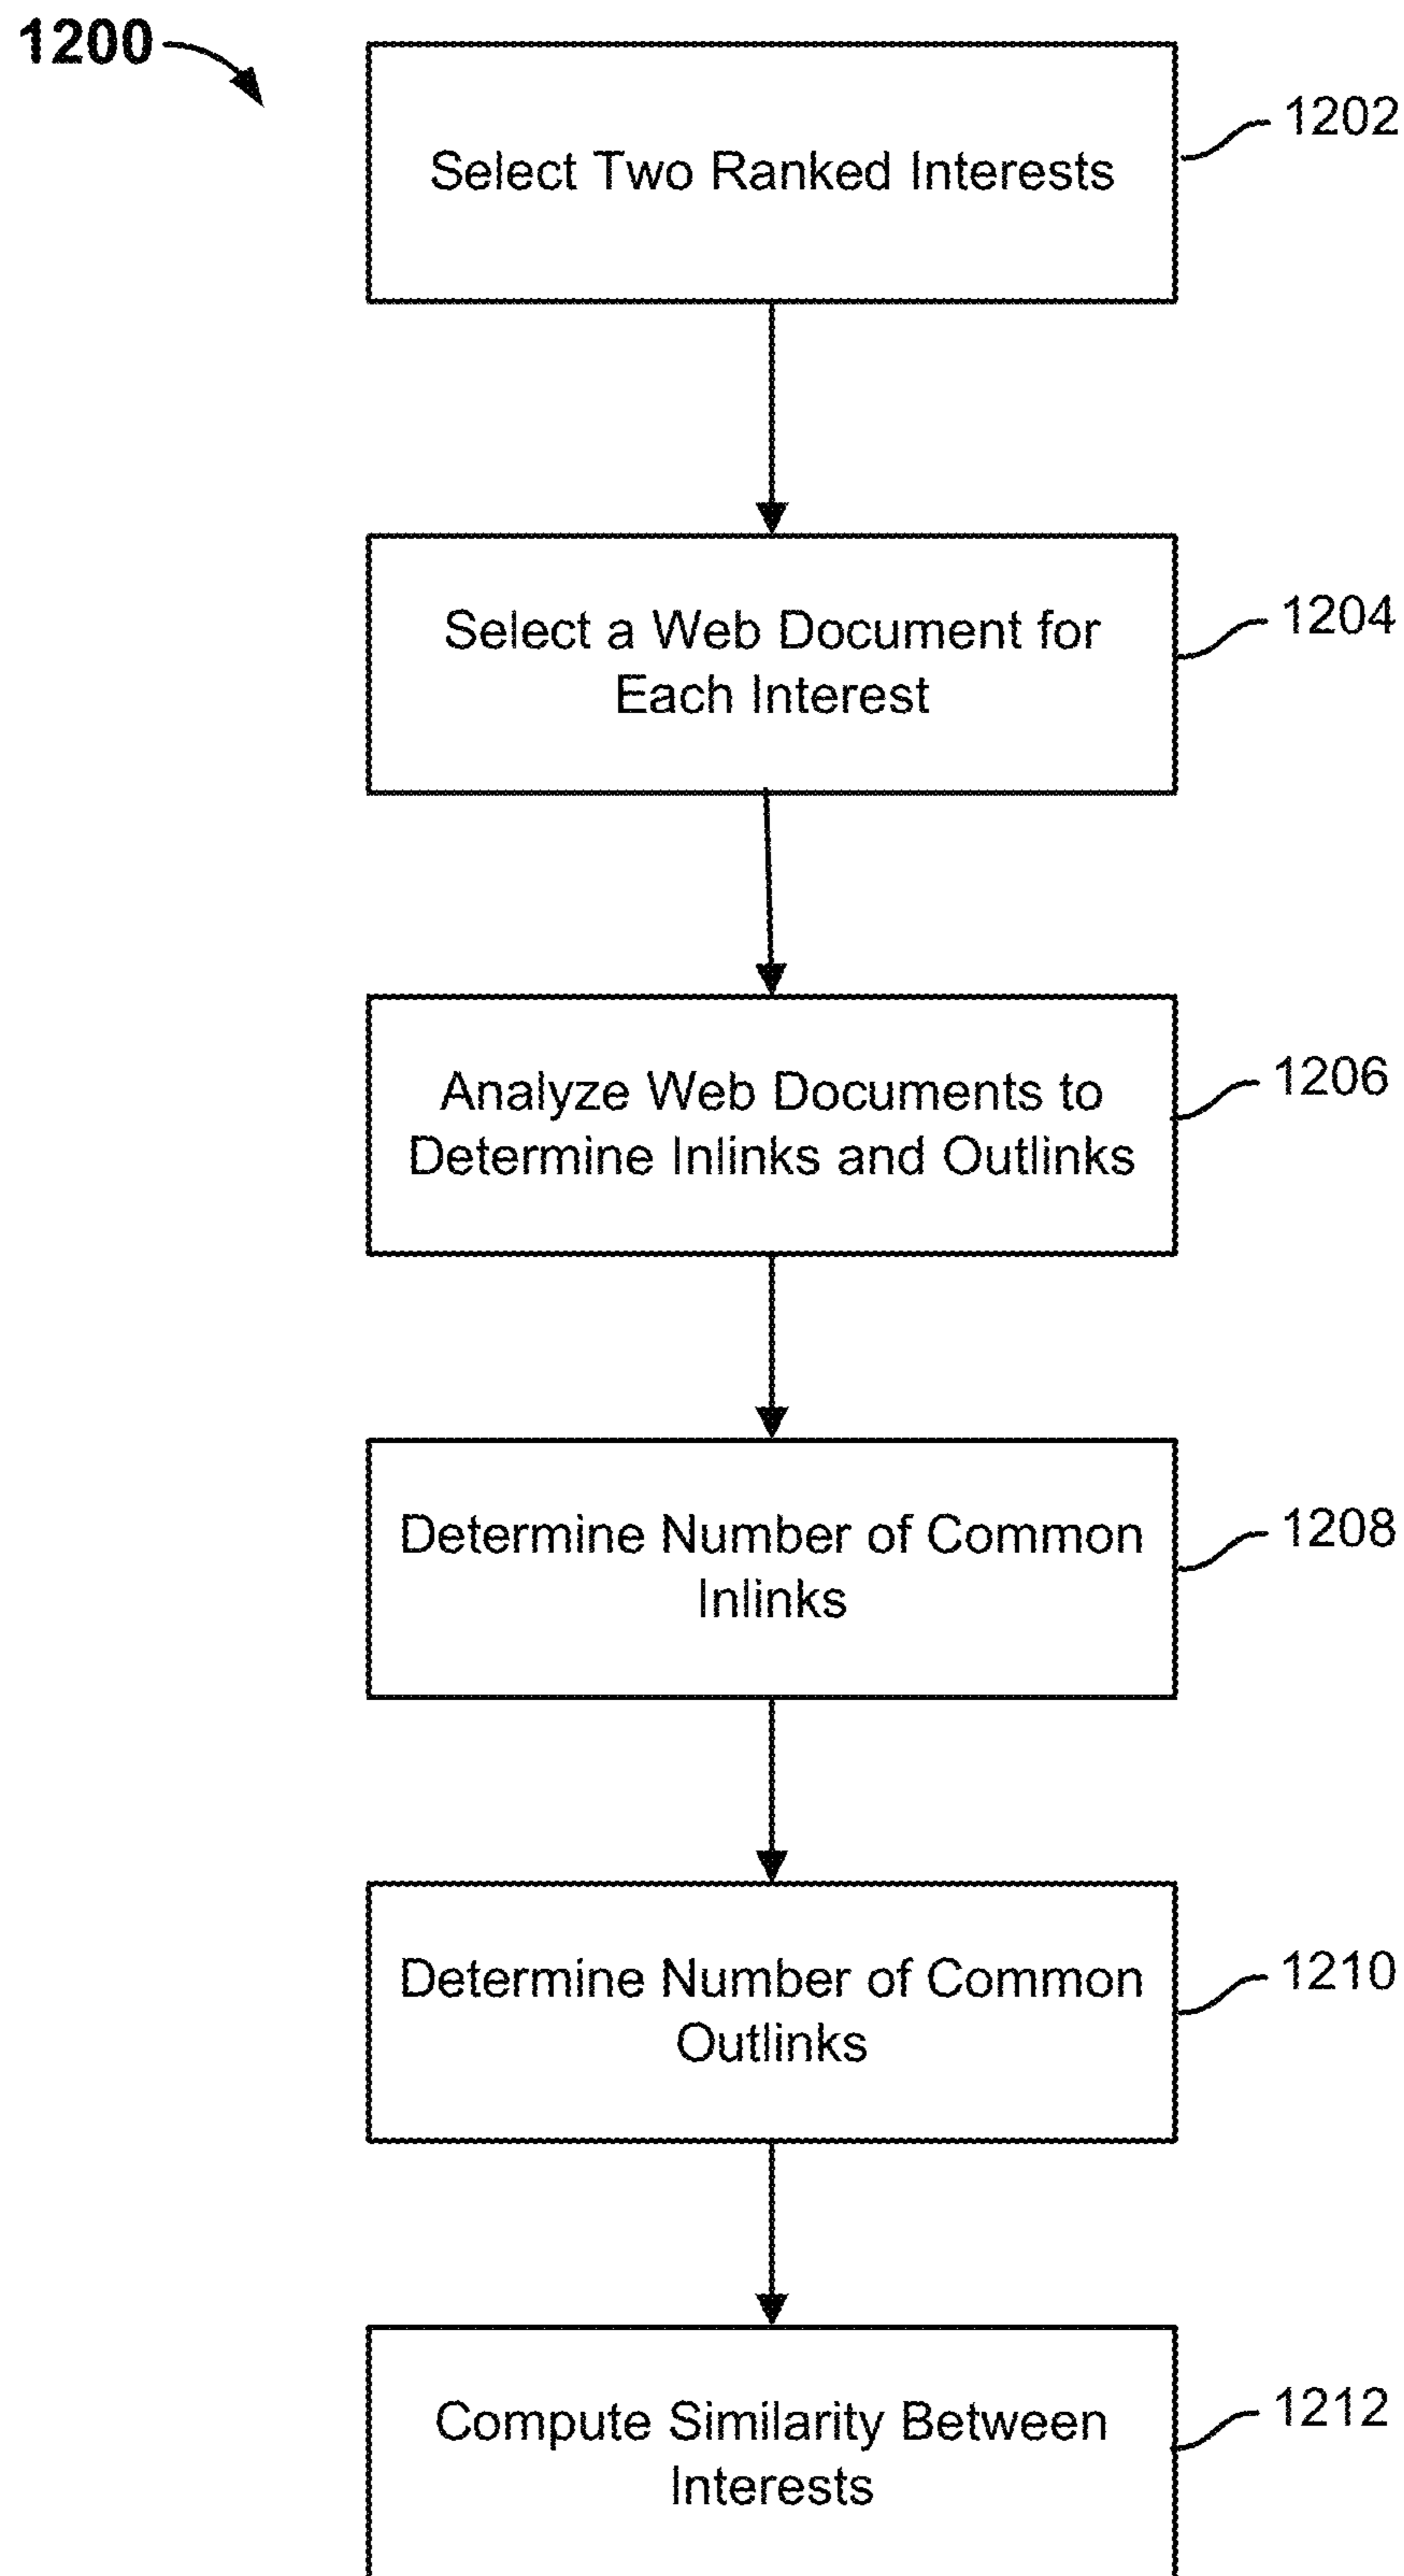 1200
Select Two Ranked Interests
1202
Select a Web Document for
Each Interest
1204
Analyze Web Documents to
Determine Inlinks and Outlinks
1206
Determine Number of Common
Inlinks
1208
Determine Number of Common
Outlinks
1210
Compute Similarity Between
Interests
1212